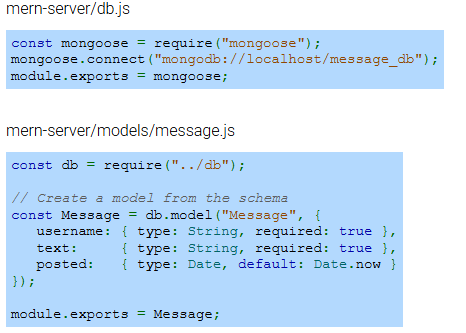 mern-server/db.js
const mongoose = require("mongoose");
mongoose.connect("mongodb://localhost/message_db");
module.exports = mongoose;
mern-server/models/message.js
const db = require("../db");
// Create a model from the schema
const Message = db.model("Message", {
   username: { type: String, required: true },
   text:     { type: String, required: true },
   posted:   { type: Date, default: Date.now }
});
module.exports = Message;